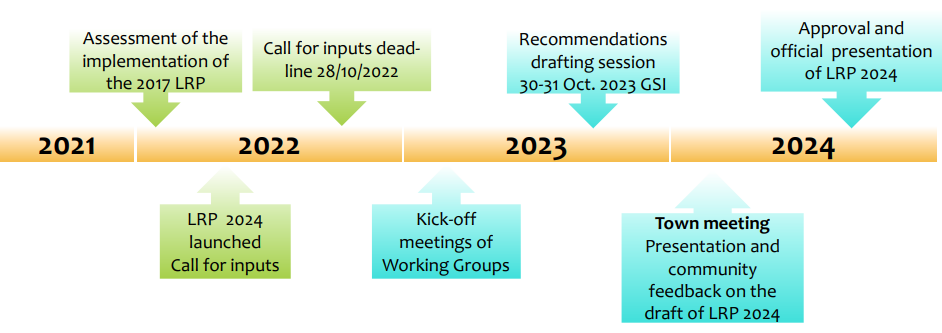 Assessment of the
implementation of
the 2017 LRP
Call for inputs dead-
line 28/10/2022
Recommendations
drafting session
30-31 Oct. 2023 GSI
Approval and
official presentation
of LRP 2024
2021
2022
2023
2024
LRP 2024
launched
Call for inputs
Kick-off
meetings of
Working Groups
Town meeting
Presentation and
community
feedback on the
draft of LRP 2024